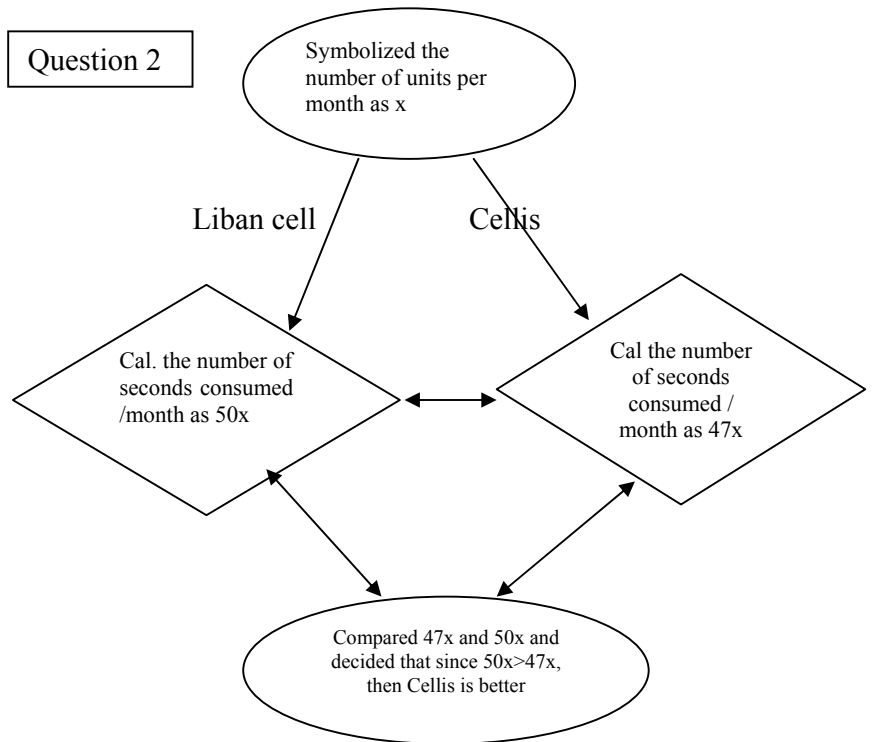 Question 2
Symbolized the
number of units per
month as x
Liban cell
Cellis
Cal. the number of
seconds consumed
/month as 50x
Cal the number
of seconds
consumed /
month as 47x
Compared 47x and 50x and
decided that since 50x>47x,
then Cellis is better